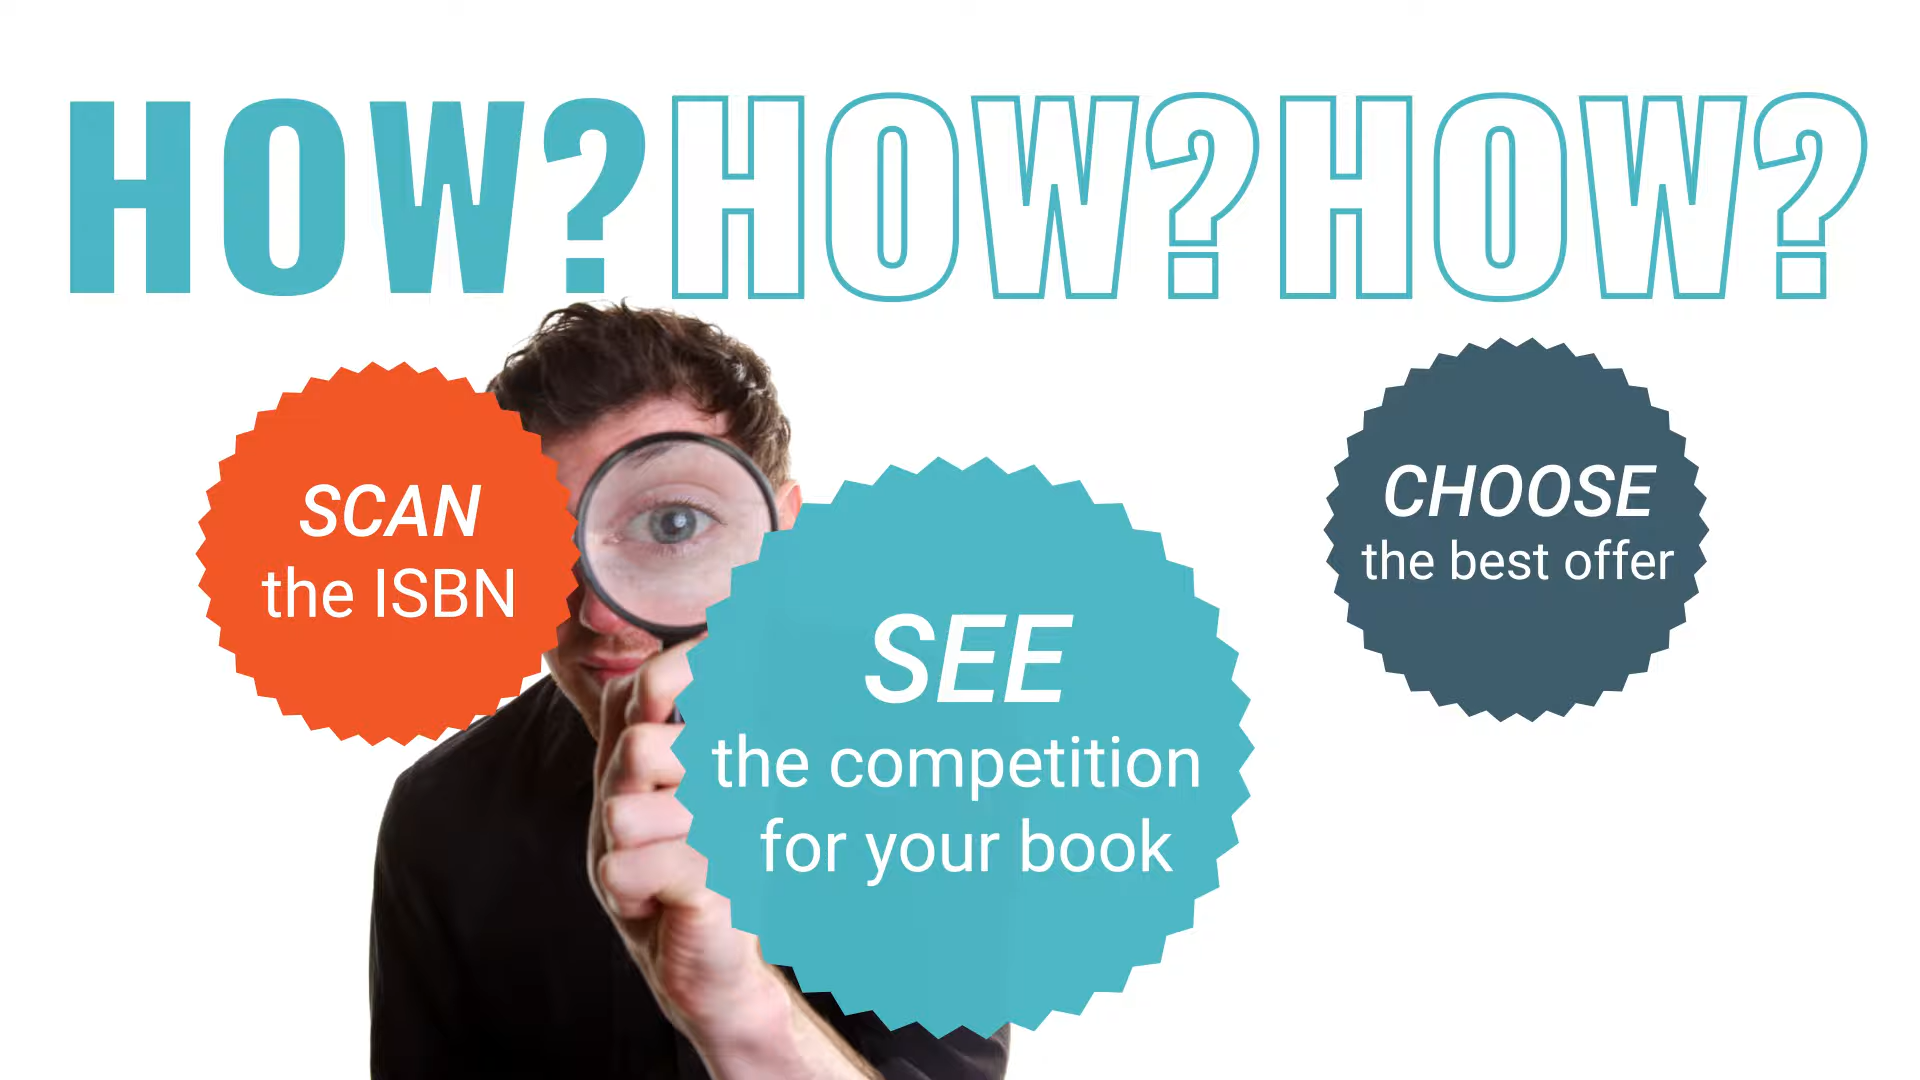 HOW?HOW?HOW?
SCAN
the ISBN
SEE
the competition
for your book
CHOOSE
the best offer